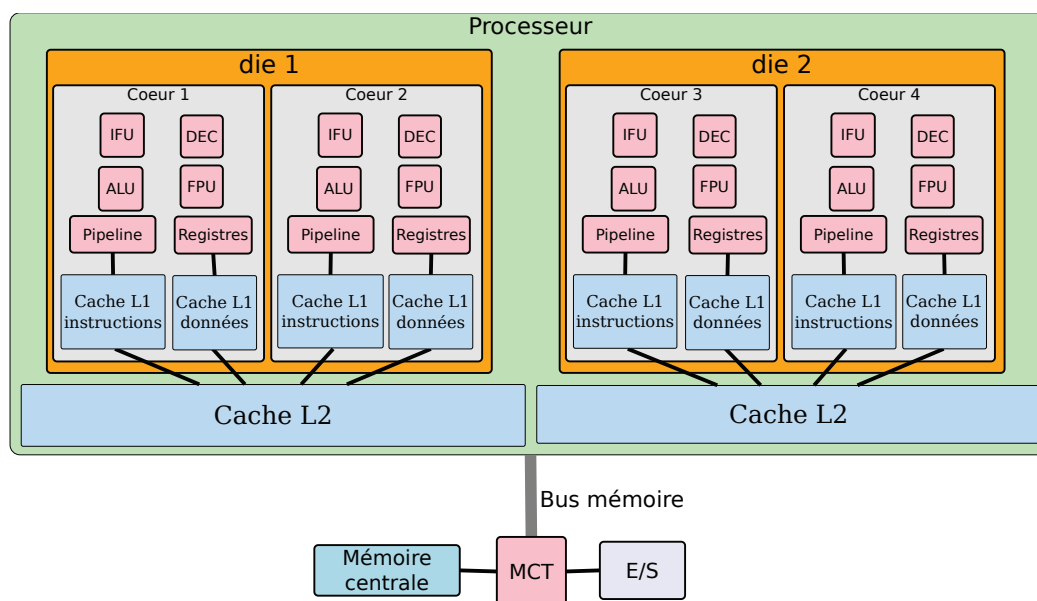 Processeur
die 1
die 2
Coeur 1
Coeur 2
Coeur 3
Coeur 4
IFU
DEC
IFU
DEC
IFU
DEC
IFU
DEC
ALU
FPU
ALU
FPU
ALU
FPU
ALU
FPU
Pipeline
Registres
Pipeline
Registres
Pipeline
Registres
Pipeline
Registres
Cache L1
instructions
Cache L1
données
Cache L1
instructions
Cache L1
données
Cache L1
instructions
Cache L1
données
Cache L1
instructions
Cache L1
données
Cache L2
Cache L2
Bus mémoire
Mémoire
centrale
MCT
E/S